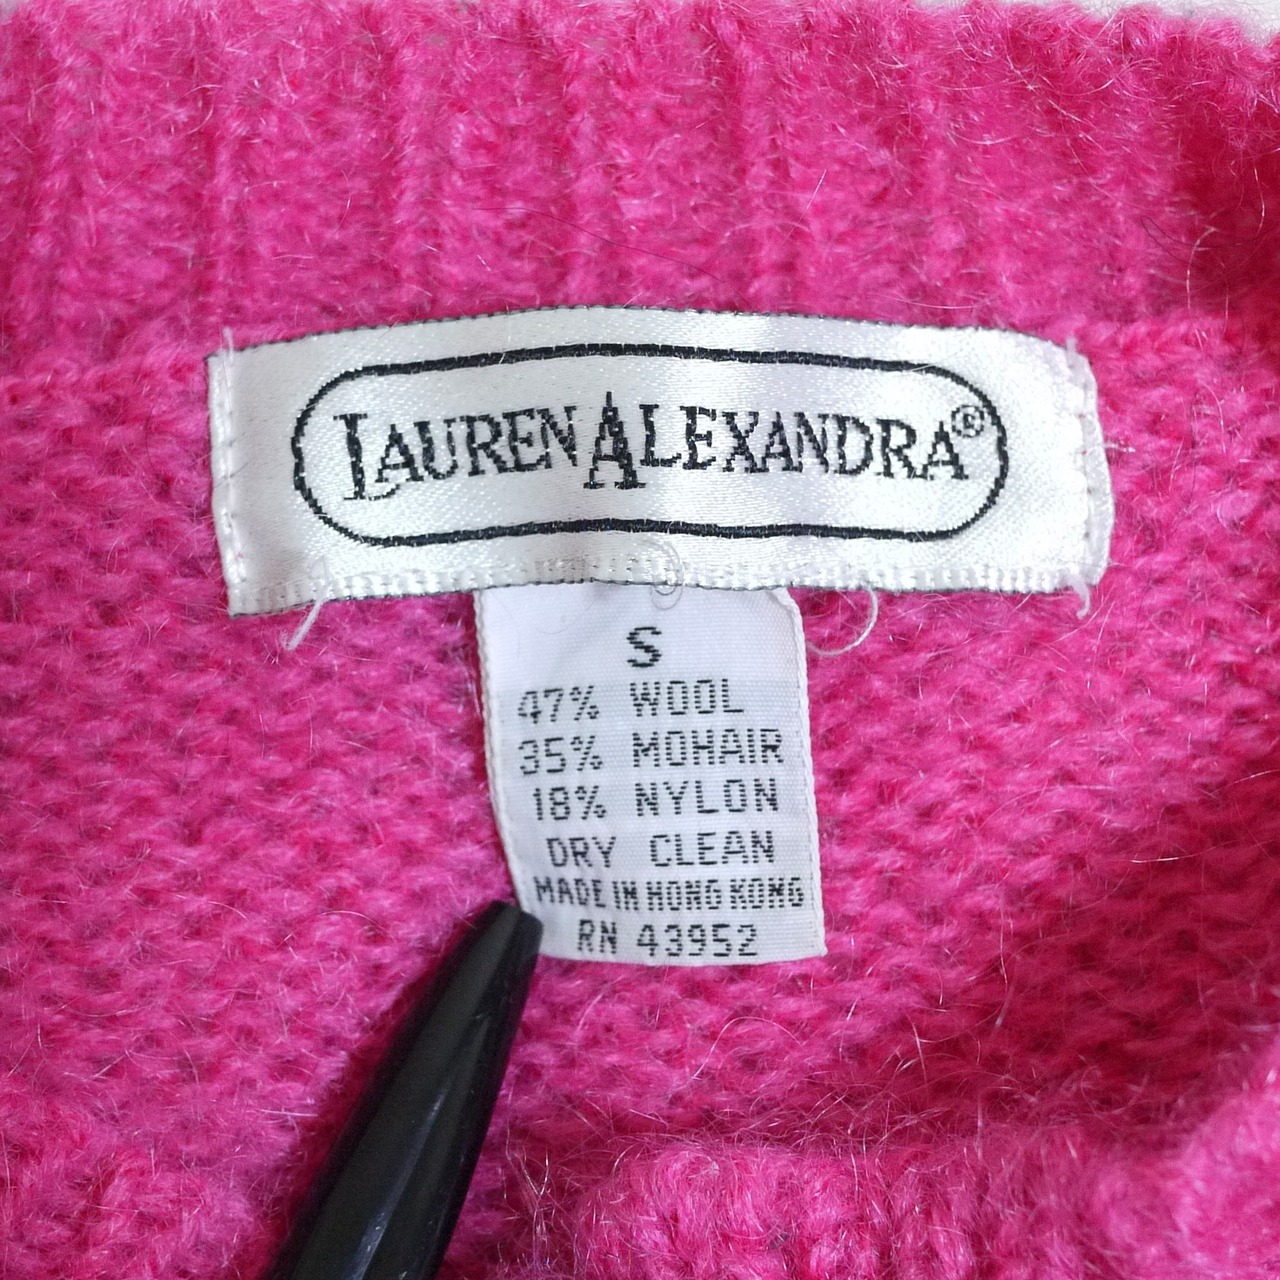 LAUREN ALEXANDRA®
S
47% WOOL
35% MOHAIR
18% NYLON
DRY CLEAN
MADE IN HONG KONG
RN 43952